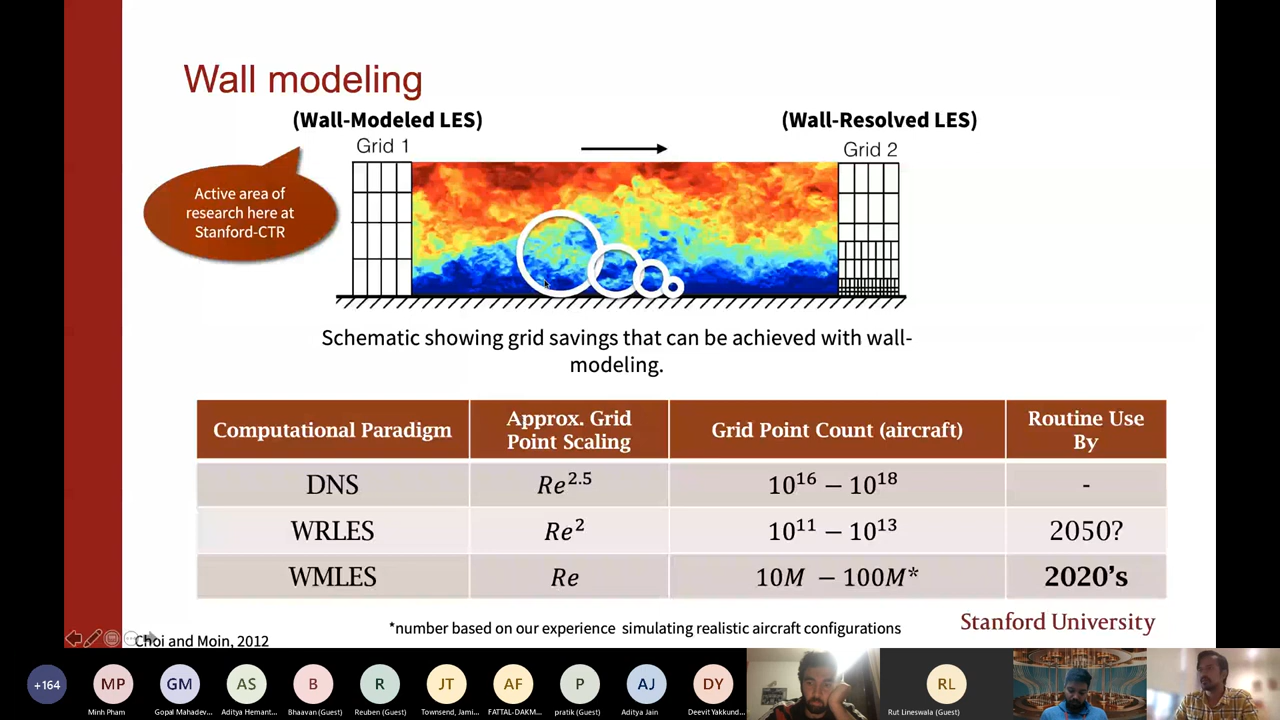 Wall modeling
(Wall-Modeled LES)
(Wall-Resolved LES)
Grid 1
Grid 2
Active area of
research here at
Stanford-CTR
Schematic showing grid savings that can be achieved with wall-
modeling.
Computational Paradigm
Approx. Grid
Point Scaling
Grid Point Count (aircraft)
Routine Use
By
DNS
Re^2.5
10^16 – 10^18
-
WRLES
Re^2
10^11 – 10^13
2050?
WMLES
Re
10M – 100M*
2020's
*number based on our experience simulating realistic aircraft configurations
Stanford University
Choi and Moin, 2012
+164
MP
GM
AS
B
R
JT
AF
P
AJ
DY
RL
Minh Pham
Gopal Mahadev...
Aditya Hemant...
Bhaavan (Guest)
Reuben (Guest)
Townsend, Jami...
FATTAL-DAKM...
pratik (Guest)
Aditya Jain
Deevit Yakkund...
Rut Lineswala (Guest)